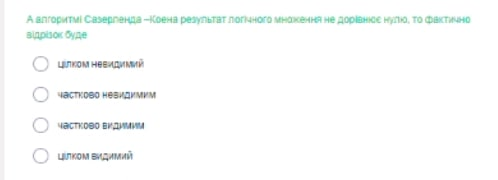 А алгоритмі Сазерленда –Коена результат логічного множення не дорівнює нулю, то фактично
відрізок буде
цілком невидимий
частково невидимим
частково видимим
цілком видимий